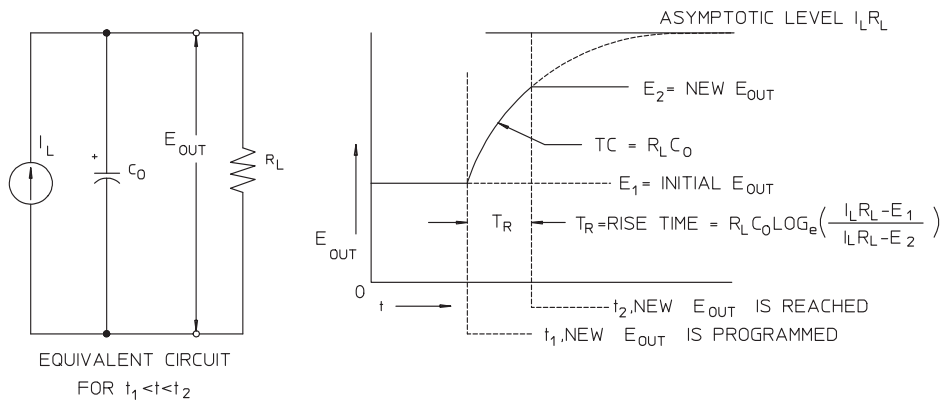 I_L
+
C_O
E_OUT
R_L
EQUIVALENT CIRCUIT
FOR t_1<t<t_2
ASYMPTOTIC LEVEL I_LR_L
E_2= NEW E_OUT
TC = R_LC_O
E_1= INITIAL E_OUT
T_R
T_R=RISE TIME = R_LC_OLOG_e(I_LR_L-E_1/I_LR_L-E_2)
E_OUT
O
t
t_2,NEW E_OUT IS REACHED
t_1,NEW E_OUT IS PROGRAMMED